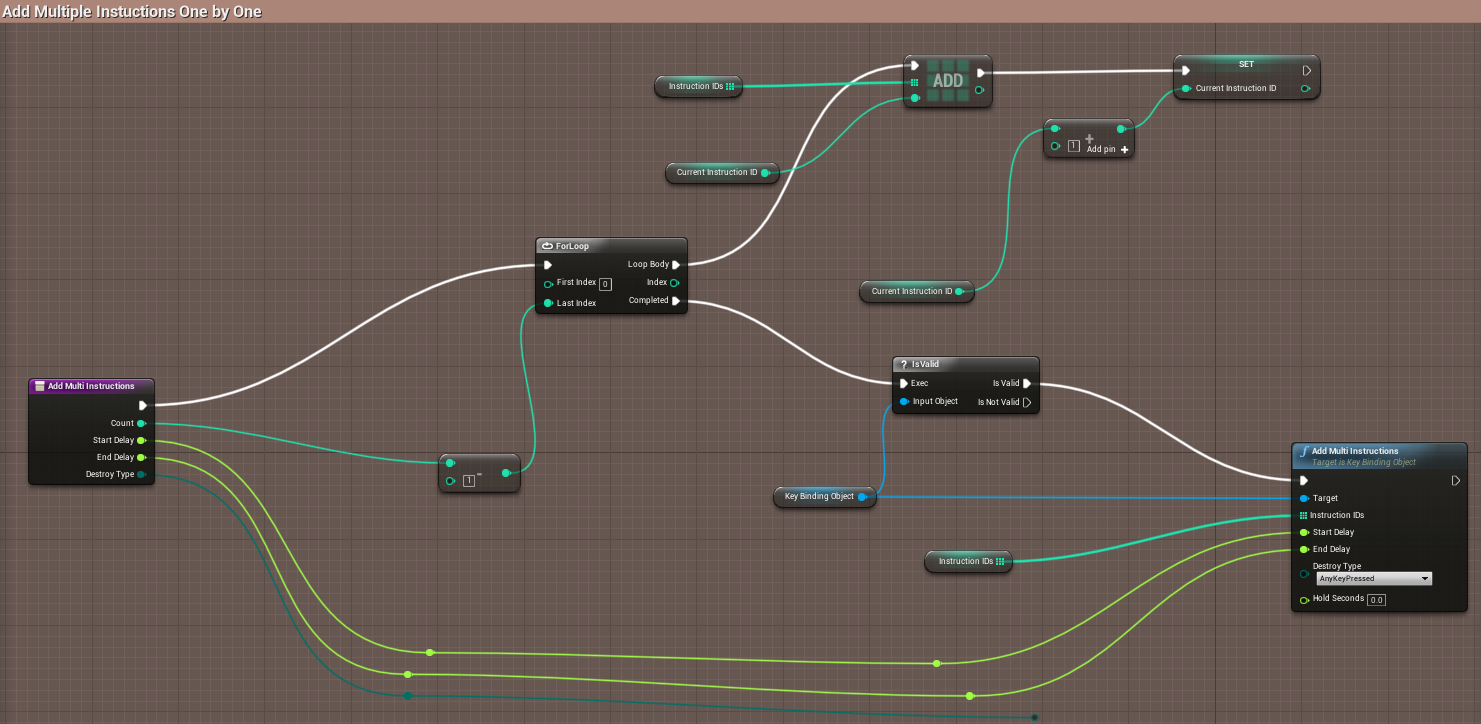 Add Multiple Instuctions One by One
Instruction IDs
ADD
SET
Current Instruction ID
1
Add pin
Current Instruction ID
ForLoop
Loop Body
First Index 0
Index
Last Index
Completed
Current Instruction ID
IsValid
Exec
Is Valid
Input Object
Is Not Valid
Add Multi Instructions
Count
Start Delay
End Delay
Destroy Type
1
Key Binding Object
Instruction IDs
Add Multi Instructions
Target is Key Binding Object
Target
Instruction IDs
Start Delay
End Delay
Destroy Type
AnyKeyPressed
Hold Seconds 0.0